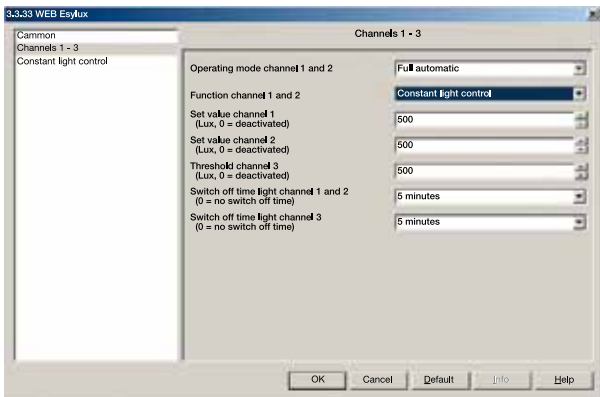 3.3.33 WEB Esylux
Cammon
Channels 1 - 3
Constant light control
Channels 1 - 3
Operating mode channel 1 and 2
Full automatic
Function channel 1 and 2
Constant light control
Set value channel 1
(Lux, 0 = deactivated)
500
Set value channel 2
(Lux, 0 = deactivated)
500
Threshold channel 3
(Lux, 0 = deactivated)
500
Switch off time light channel 1 and 2
(0 = no switch off time)
5 minutes
Switch off time light channel 3
(0 = no switch off time)
5 minutes
OK
Cancel
Default
Info
Help